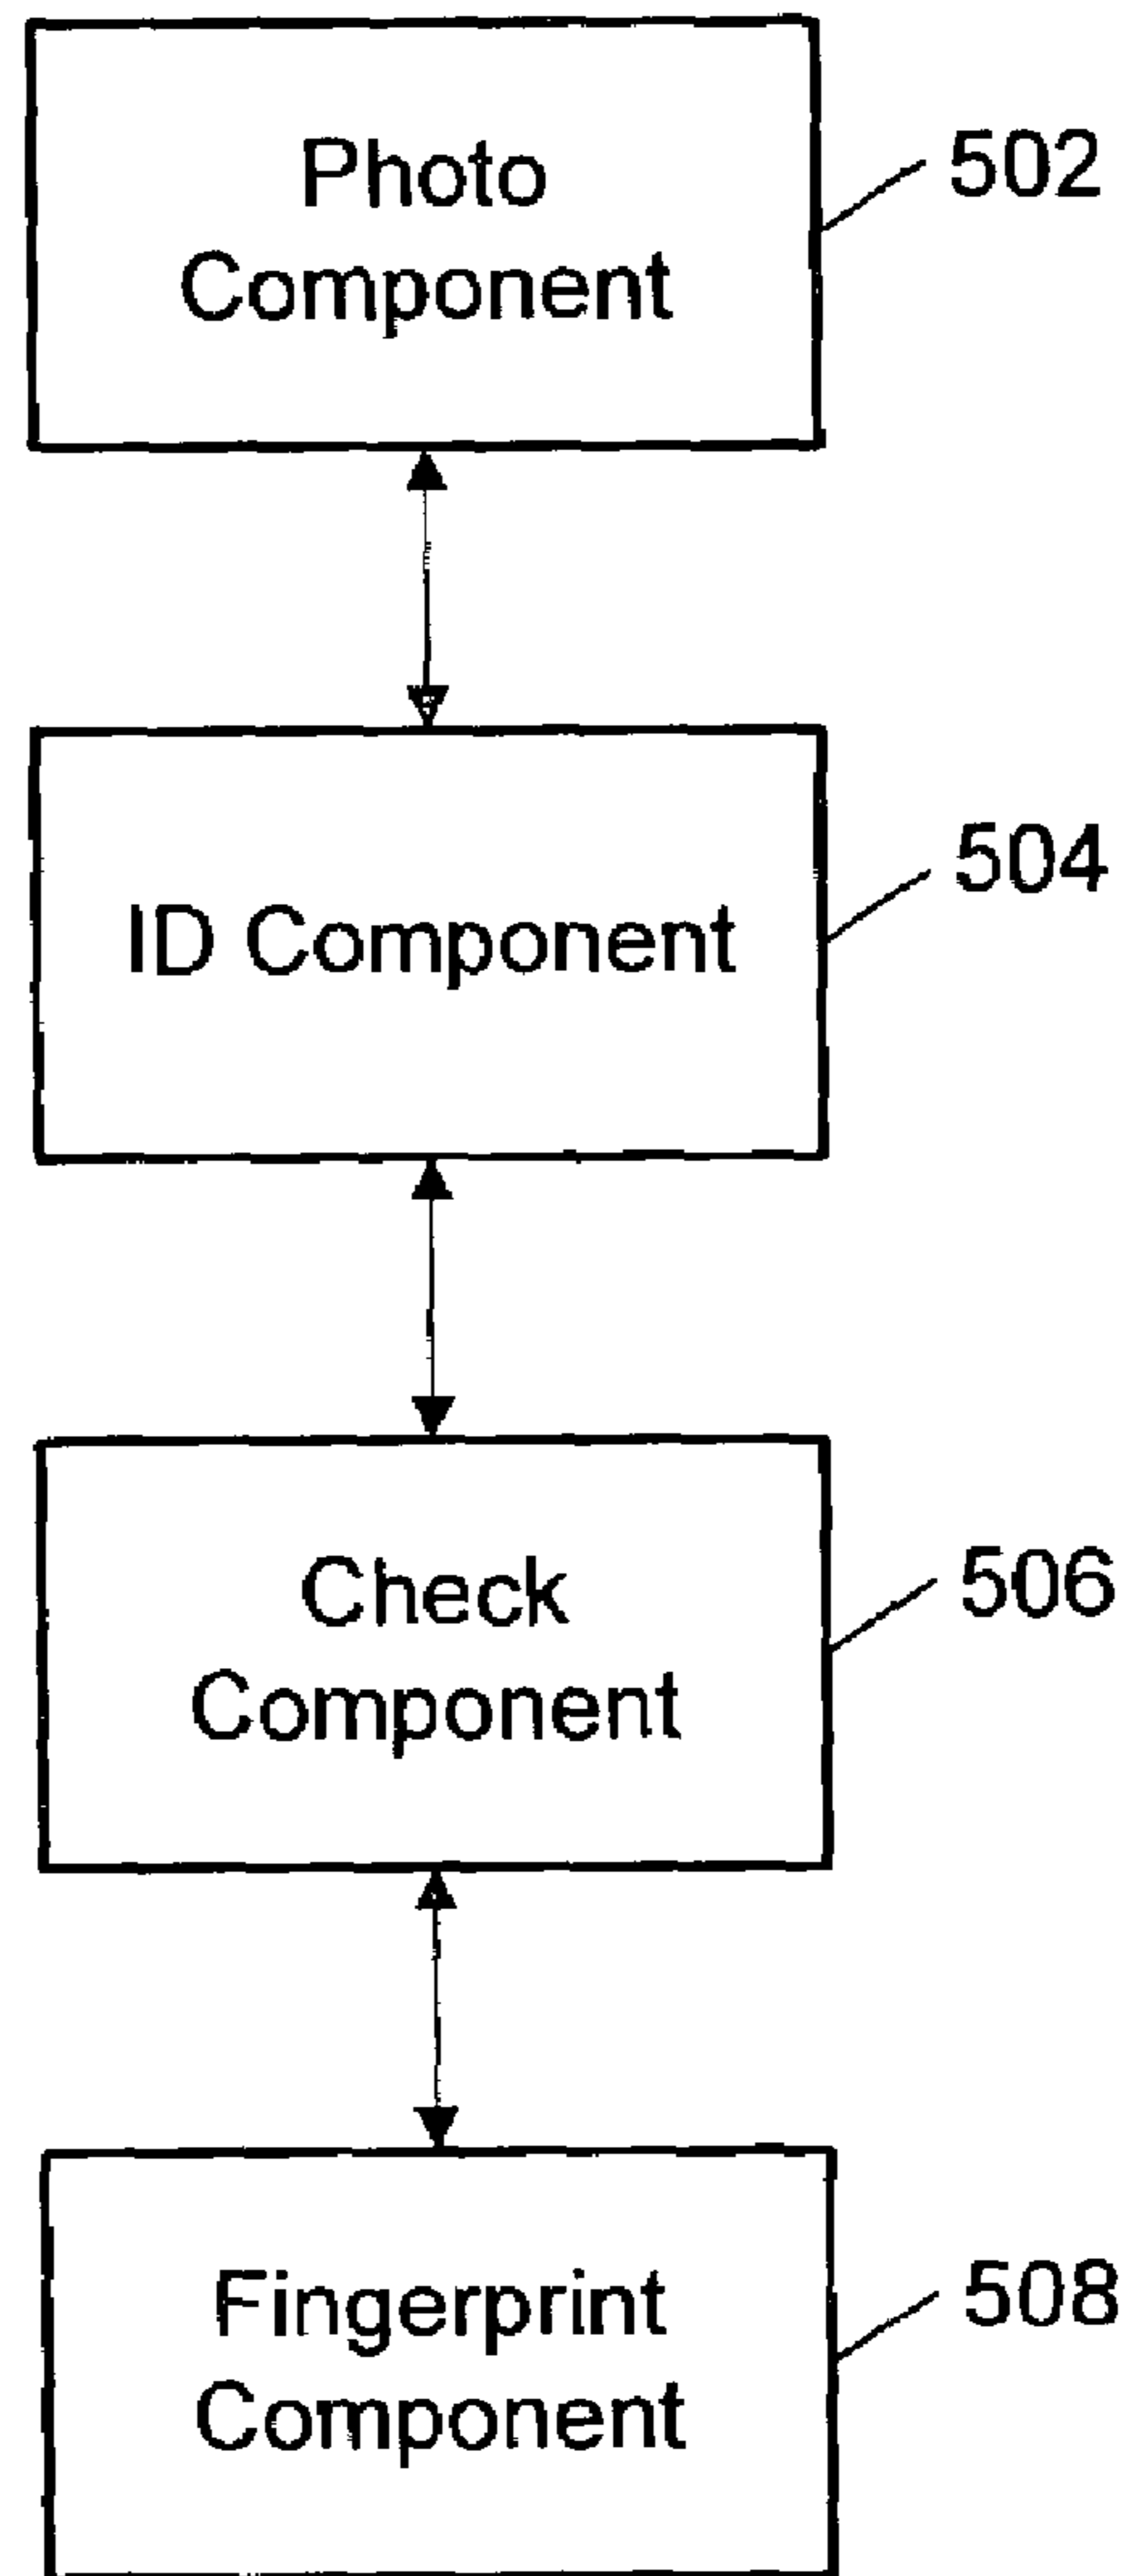 Photo
Component
502
ID Component
504
Check
Component
506
Fingerprint
Component
508